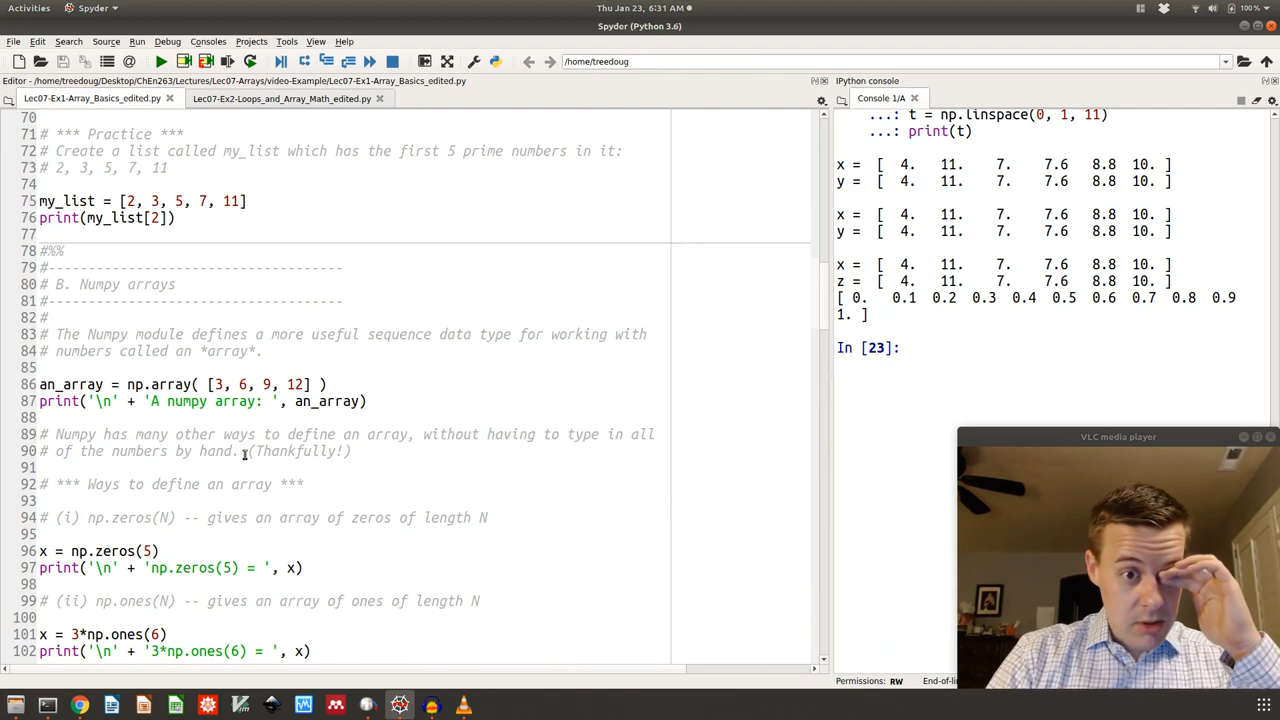 Activities Spyder Thu Jan 23, 6:31 AM 100 %
Spyder (Python 3.6)
File Edit Search Source Run Debug Consoles Projects Tools View Help
/home/treedoug
Editor - /home/treedoug/Desktop/ChEn263/Lectures/Lec07-Arrays/video-Example/Lec07-Ex1-Array_Basics_edited.py
IPython console
Lec07-Ex1-Array_Basics_edited.py Lec07-Ex2-Loops_and_Array_Math_edited.py
Console 1/A
70
71 # *** Practice ***
72 # Create a list called my_list which has the first 5 prime numbers in it:
73 # 2, 3, 5, 7, 11
74
75 my_list = [2, 3, 5, 7, 11]
76 print(my_list[2])
77
78 #%%
79 #-------------------------------------
80 # B. Numpy arrays
81 #-------------------------------------
82 #
83 # The Numpy module defines a more useful sequence data type for working with
84 # numbers called an *array*.
85
86 an_array = np.array( [3, 6, 9, 12] )
87 print('\n' + 'A numpy array: ', an_array)
88
89 # Numpy has many other ways to define an array, without having to type in all
90 # of the numbers by hand. (Thankfully!)
91
92 # *** Ways to define an array ***
93
94 # (i) np.zeros(N) -- gives an array of zeros of length N
95
96 x = np.zeros(5)
97 print('\n' + 'np.zeros(5) = ', x)
98
99 # (ii) np.ones(N) -- gives an array of ones of length N
100
101 x = 3*np.ones(6)
102 print('\n' + '3*np.ones(6) = ', x)
...: t = np.linspace(0, 1, 11)
...: print(t)
x = [ 4. 11. 7. 7.6 8.8 10. ]
y = [ 4. 11. 7. 7.6 8.8 10. ]
x = [ 4. 11. 7. 7.6 8.8 10. ]
y = [ 4. 11. 7. 7.6 8.8 10. ]
x = [ 4. 11. 7. 7.6 8.8 10. ]
z = [ 4. 11. 7. 7.6 8.8 10. ]
[ 0. 0.1 0.2 0.3 0.4 0.5 0.6 0.7 0.8 0.9
1. ]
In [23]:
VLC media player
Permissions: RW End-of-li